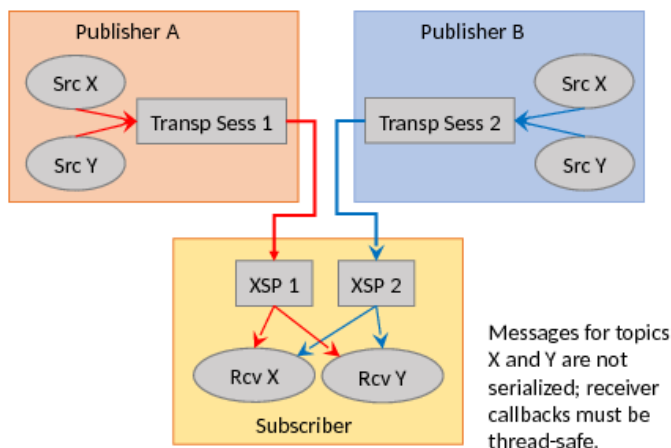 Publisher A
Publisher B
Src X
Src X
Transp Sess 1
Transp Sess 2
Src Y
Src Y
XSP 1
XSP 2
Rcv X
Rcv Y
Subscriber
Messages for topics
X and Y are not
serialized; receiver
callbacks must be
thread-safe.